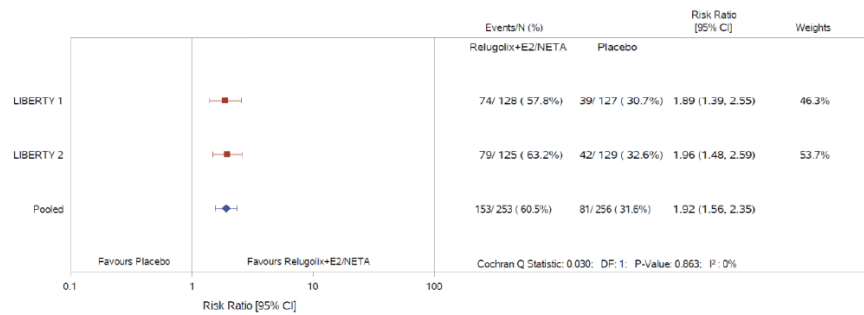 Events/N (%) Risk Ratio [95% CI] Weights
Relugolix+E2/NETA Placebo
LIBERTY 1 74/ 128 ( 57.8%) 39/ 127 ( 30.7%) 1.89 (1.39, 2.55) 46.3%
LIBERTY 2 79/ 125 ( 63.2%) 42/ 129 ( 32.6%) 1.96 (1.48, 2.59) 53.7%
Pooled 153/ 253 ( 60.5%) 81/ 256 ( 31.6%) 1.92 (1.56, 2.35)
Favours Placebo Favours Relugolix+E2/NETA Cochran Q Statistic: 0.030; DF: 1; P-Value: 0.863; I² : 0%
0.1 1 10 100
Risk Ratio [95% CI]